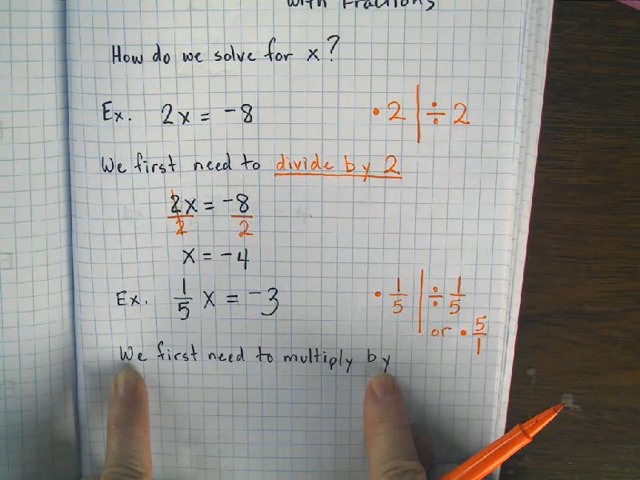 with Fractions
How do we solve for x?
Ex. 2x = -8 • 2 | ÷ 2
We first need to divide by 2
2x = -8
2 2
x = -4
Ex. 1/5 x = -3 • 1/5 | ÷ 1/5
or • 5/1
We first need to multiply by